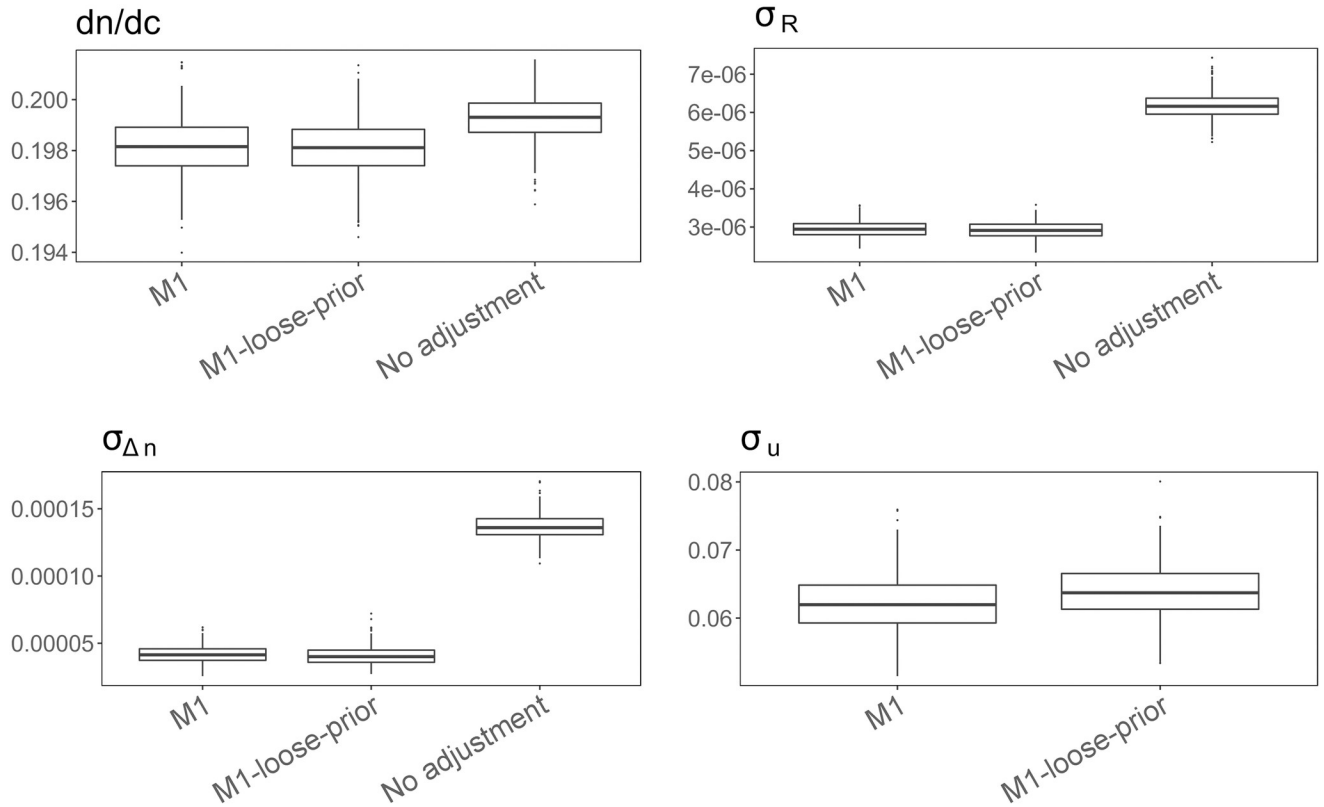 dn/dc
0.200
0.198
0.196
0.194
M1
M1-loose-prior
No adjustment
σ R
7e-06
6e-06
5e-06
4e-06
3e-06
M1
M1-loose-prior
No adjustment
σΔ n
0.00015
0.00010
0.00005
M1
M1-loose-prior
No adjustment
σ u
0.08
0.07
0.06
M1
M1-loose-prior